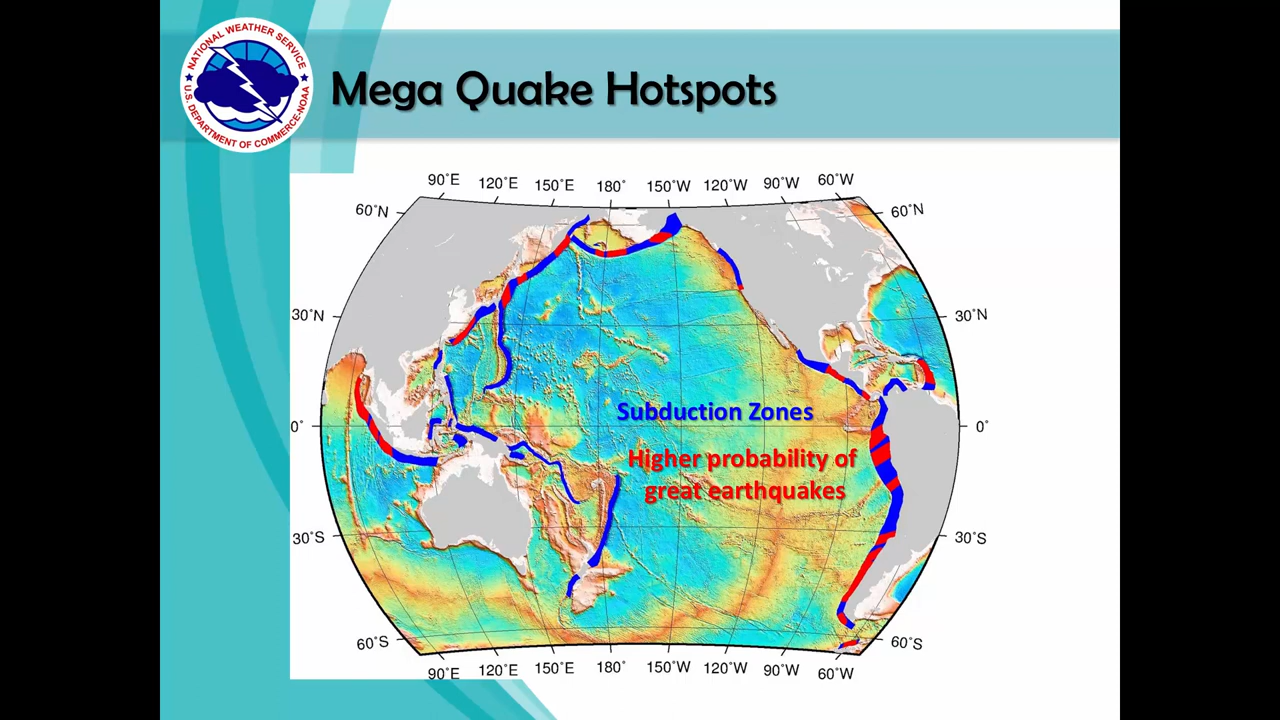 NATIONAL WEATHER SERVICE
U.S. DEPARTMENT OF COMMERCE-NOAA
Mega Quake Hotspots
90˚E 120˚E 150˚E 180˚ 150˚W 120˚W 90˚W 60˚W
60˚N 60˚N
30˚N 30˚N
Subduction Zones
0˚ 0˚
Higher probability of
great earthquakes
30˚S 30˚S
60˚S 60˚S
90˚E 120˚E 150˚E 180˚ 150˚W 120˚W 90˚W 60˚W